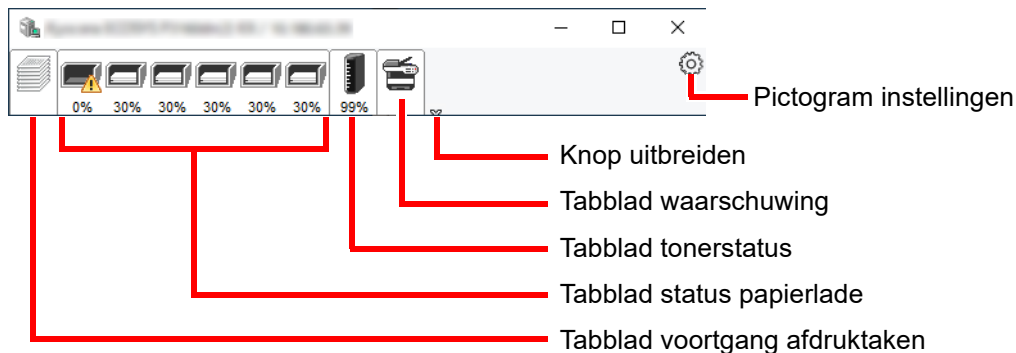 0% 30% 30% 30% 30% 30% 99%
Pictogram instellingen
Knop uitbreiden
Tabblad waarschuwing
Tabblad tonerstatus
Tabblad status papierlade
Tabblad voortgang afdruktaken